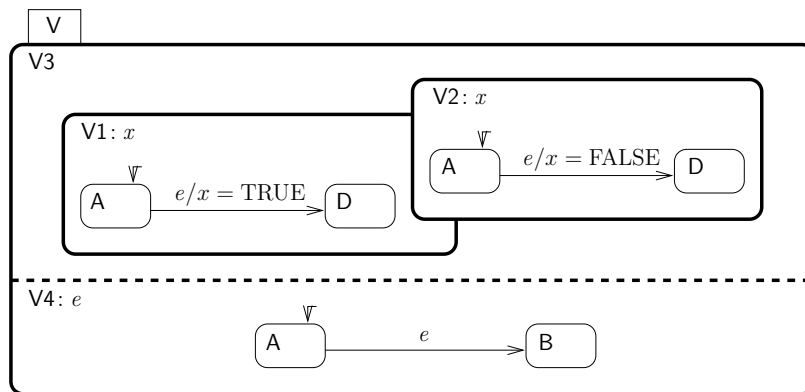 V
V3
V2: x
V1: x
A
e/x = FALSE
D
A
e/x = TRUE
D
V4: e
A
e
B